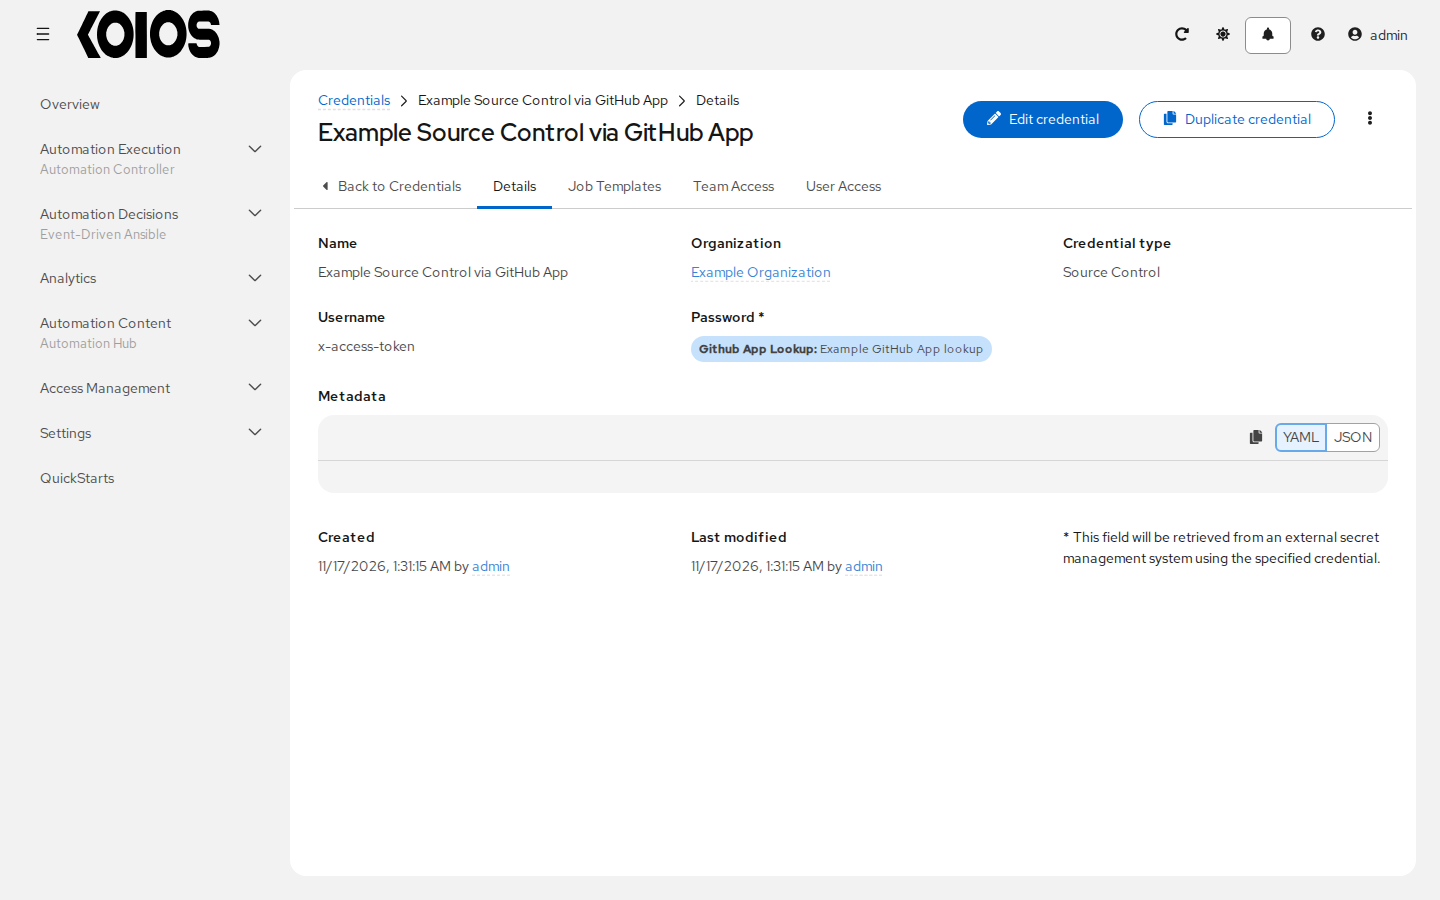 KOIOS
admin
Overview
Automation Execution
Automation Controller
Automation Decisions
Event-Driven Ansible
Analytics
Automation Content
Automation Hub
Access Management
Settings
QuickStarts
Credentials > Example Source Control via GitHub App > Details
Example Source Control via GitHub App
Edit credential
Duplicate credential
Back to Credentials
Details
Job Templates
Team Access
User Access
Name
Example Source Control via GitHub App
Organization
Example Organization
Credential type
Source Control
Username
x-access-token
Password *
Github App Lookup: Example GitHub App lookup
Metadata
YAML
JSON
Created
11/17/2026, 1:31:15 AM by admin
Last modified
11/17/2026, 1:31:15 AM by admin
* This field will be retrieved from an external secret
management system using the specified credential.